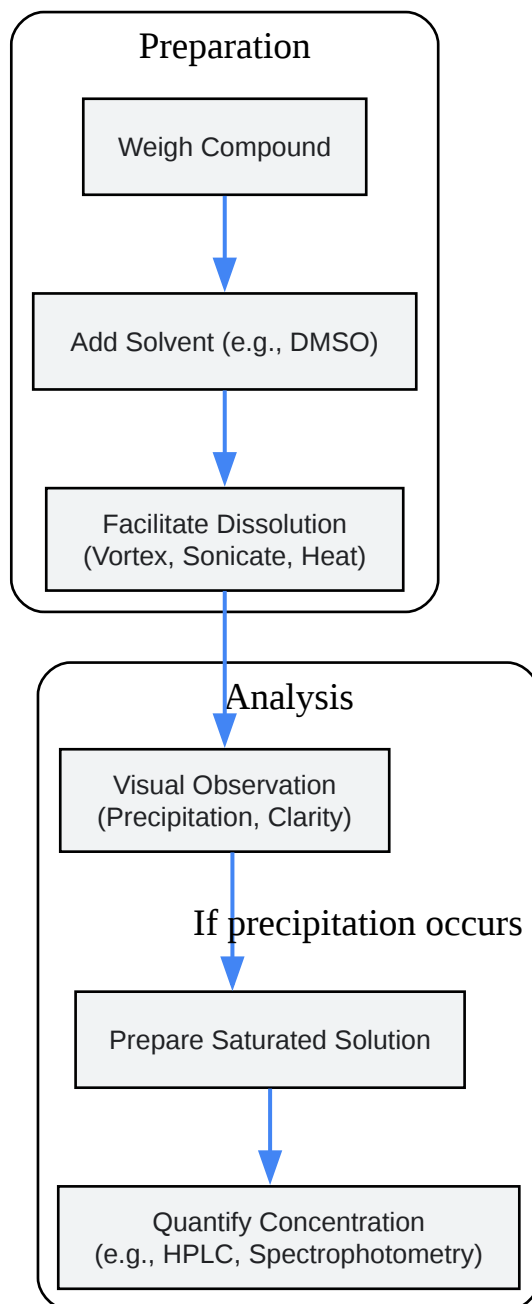 Preparation
Weigh Compound
Add Solvent (e.g., DMSO)
Facilitate Dissolution
(Vortex, Sonicate, Heat)
Analysis
Visual Observation
(Precipitation, Clarity)
If precipitation occurs
Prepare Saturated Solution
Quantify Concentration
(e.g., HPLC, Spectrophotometry)